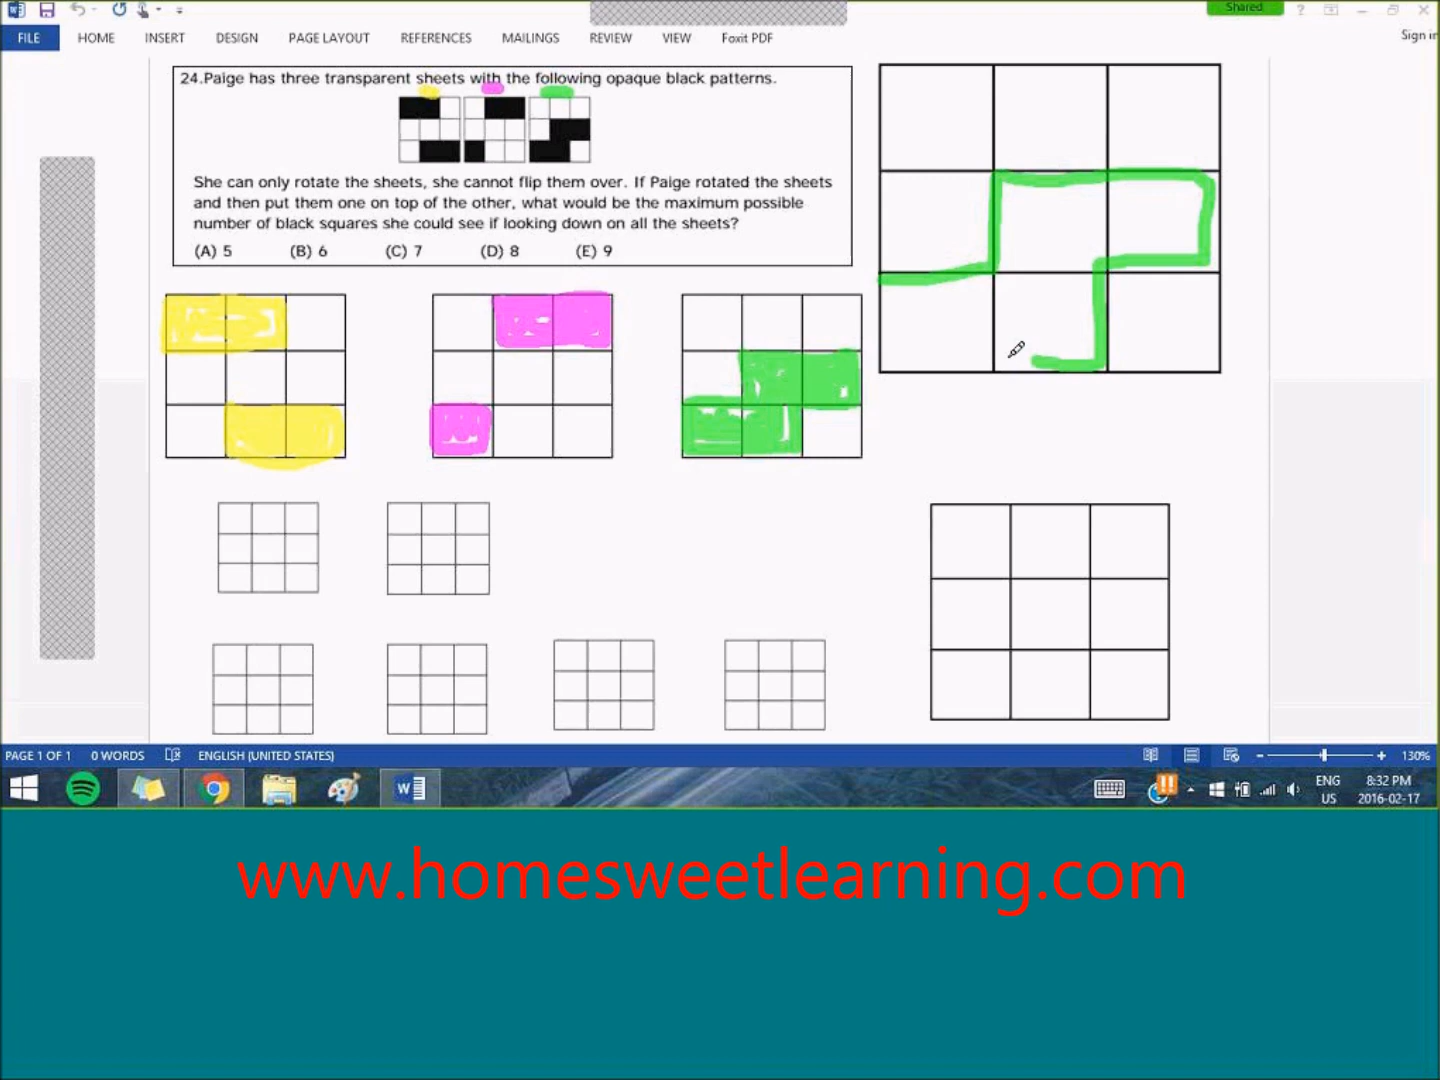 Shared
FILE HOME INSERT DESIGN PAGE LAYOUT REFERENCES MAILINGS REVIEW VIEW Foxit PDF
Sign in
24.Paige has three transparent sheets with the following opaque black patterns.
She can only rotate the sheets, she cannot flip them over. If Paige rotated the sheets
and then put them one on top of the other, what would be the maximum possible
number of black squares she could see if looking down on all the sheets?
(A) 5 (B) 6 (C) 7 (D) 8 (E) 9
PAGE 1 OF 1 0 WORDS ENGLISH (UNITED STATES) 130%
ENG 8:32 PM
US 2016-02-17
www.homesweetlearning.com